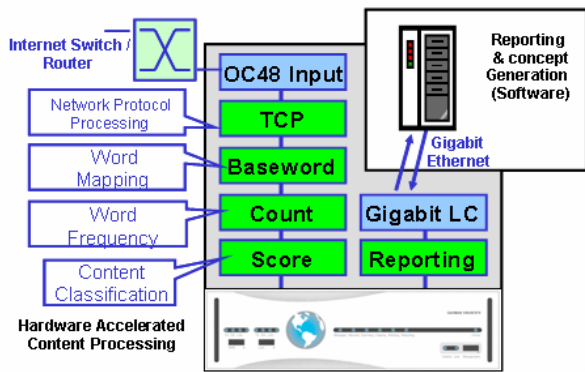 Internet Switch /
Router
OC48 Input
Reporting
& concept
Generation
(Software)
Network Protocol
Processing
TCP
Gigabit
Ethernet
Word
Mapping
Baseword
Word
Frequency
Count
Gigabit LC
Content
Classification
Score
Reporting
Hardware Accelerated
Content Processing